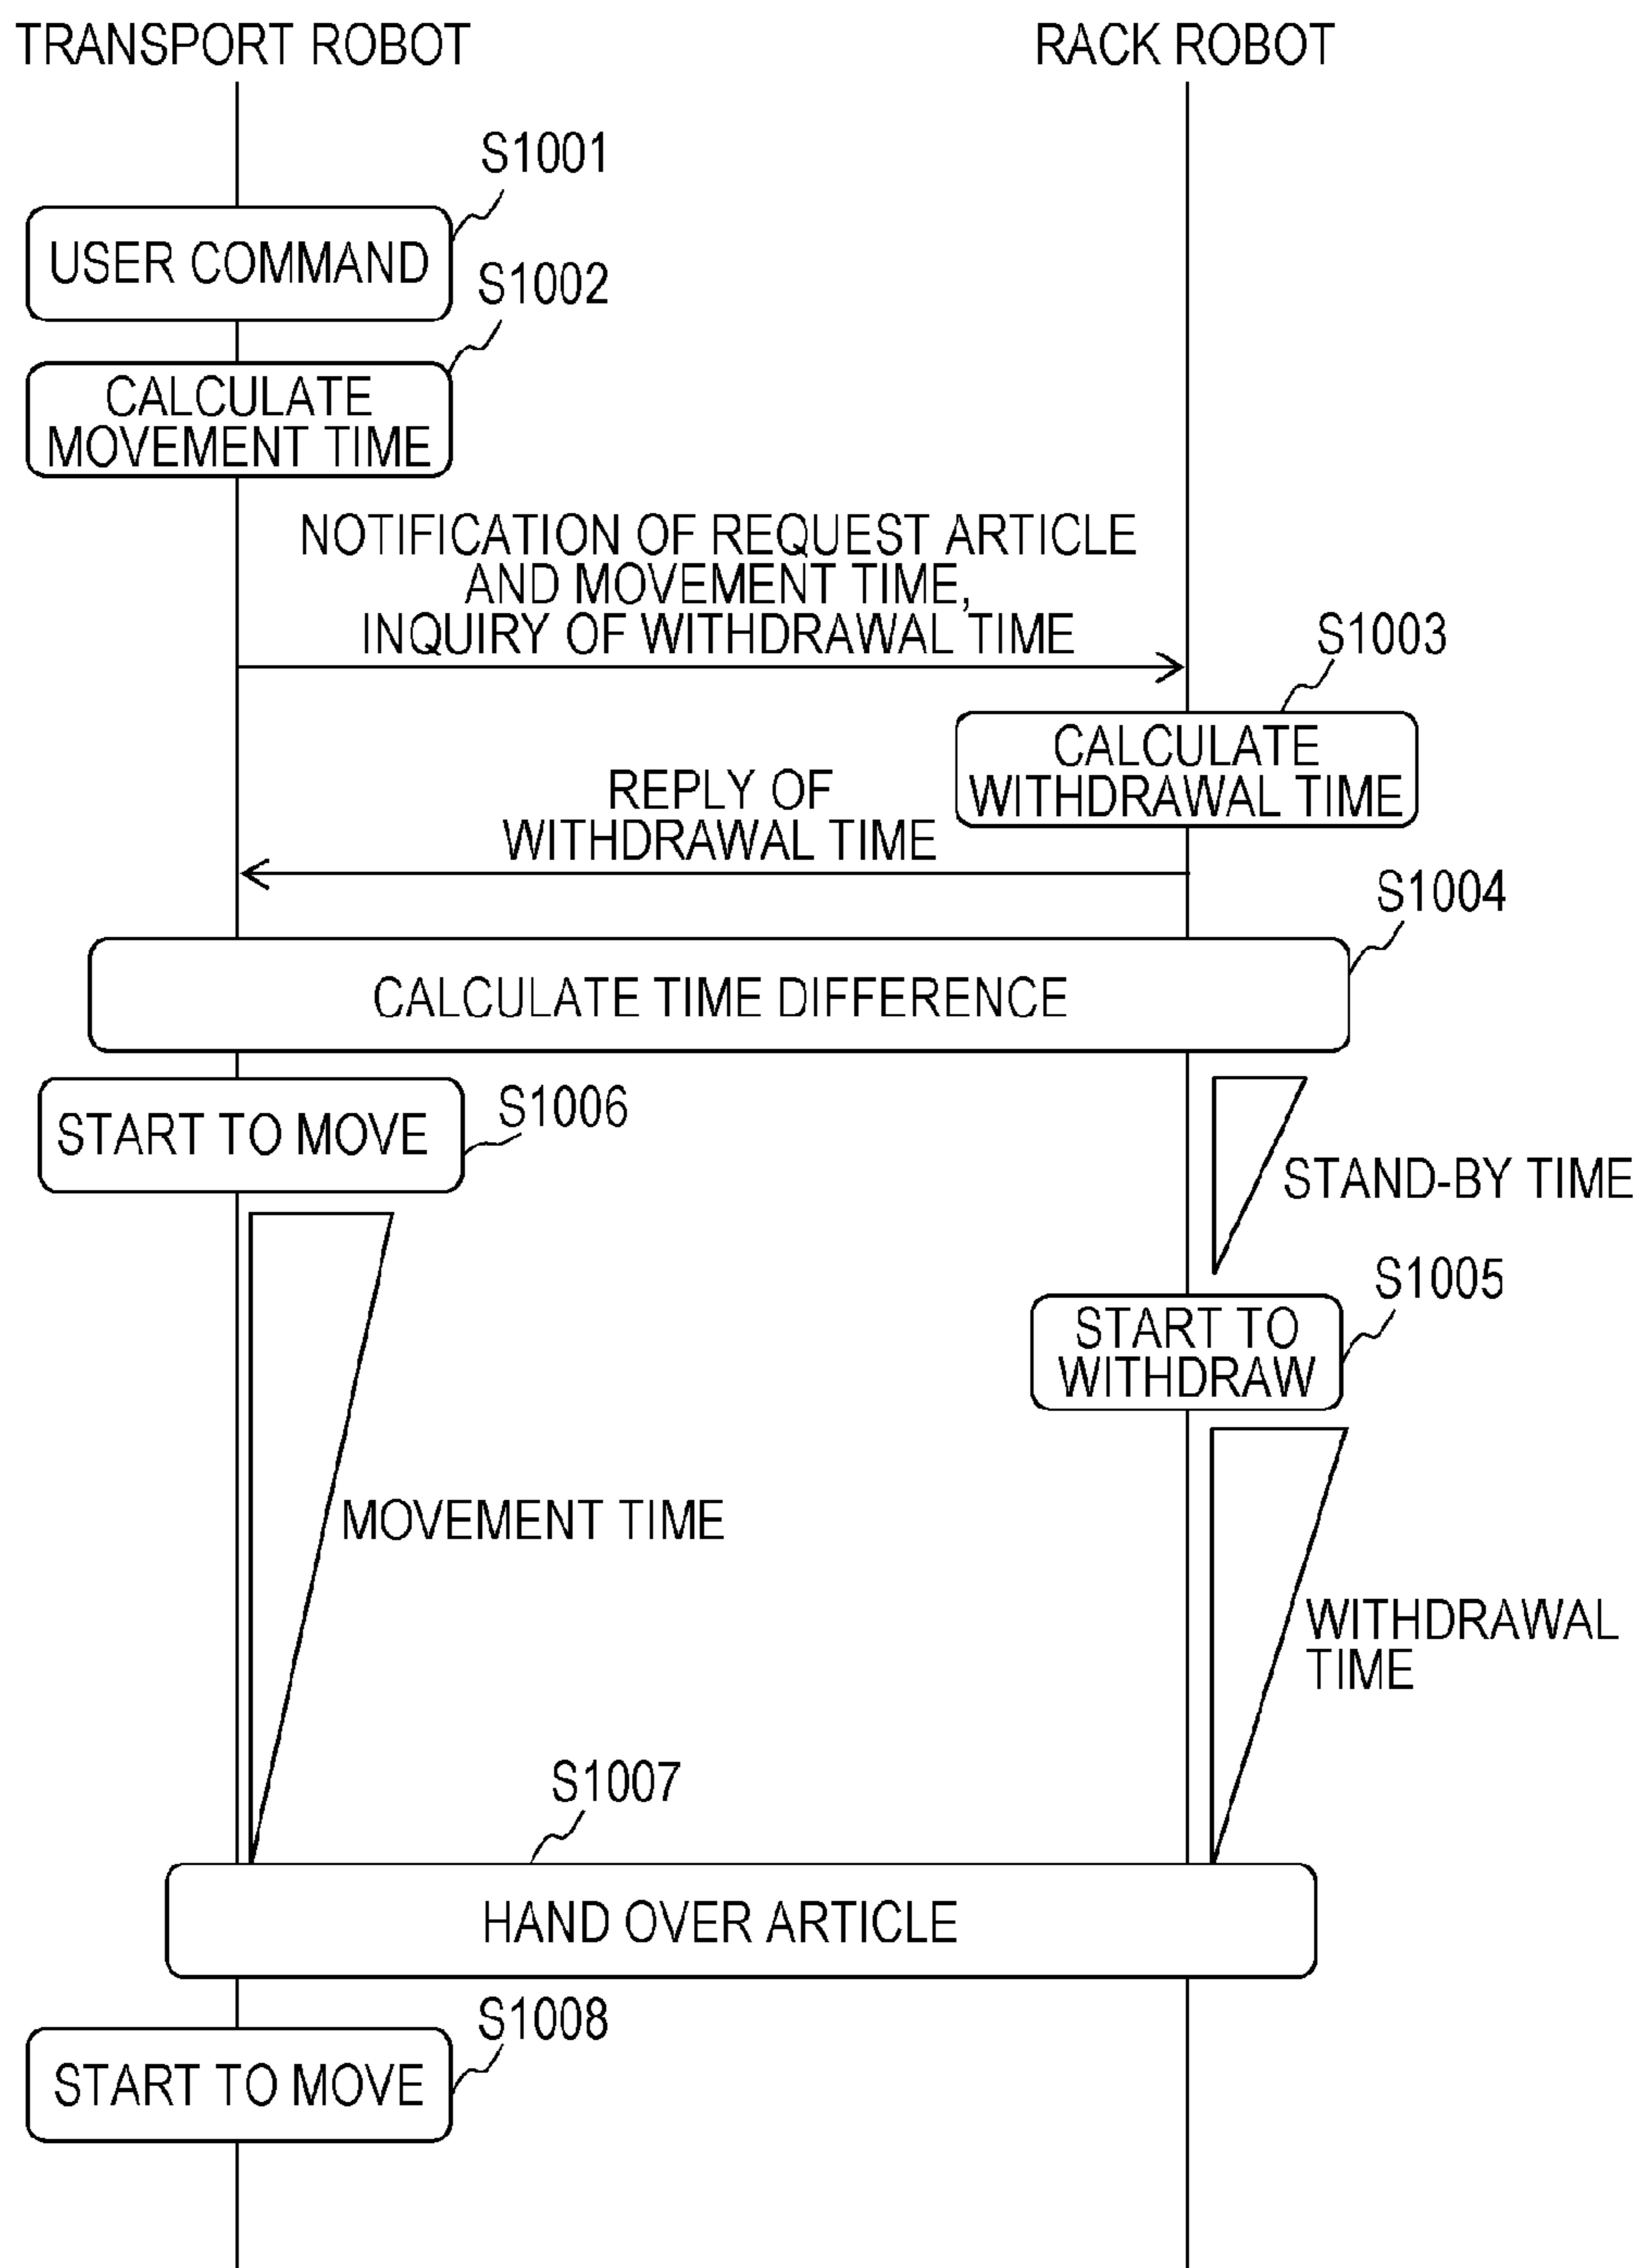 TRANSPORT ROBOT
RACK ROBOT
S1001
USER COMMAND
S1002
CALCULATE
MOVEMENT TIME
NOTIFICATION OF REQUEST ARTICLE
AND MOVEMENT TIME,
INQUIRY OF WITHDRAWAL TIME
S1003
CALCULATE
WITHDRAWAL TIME
REPLY OF
WITHDRAWAL TIME
S1004
CALCULATE TIME DIFFERENCE
START TO MOVE
S1006
STAND-BY TIME
S1005
START TO
WITHDRAW
MOVEMENT TIME
WITHDRAWAL
TIME
S1007
HAND OVER ARTICLE
S1008
START TO MOVE